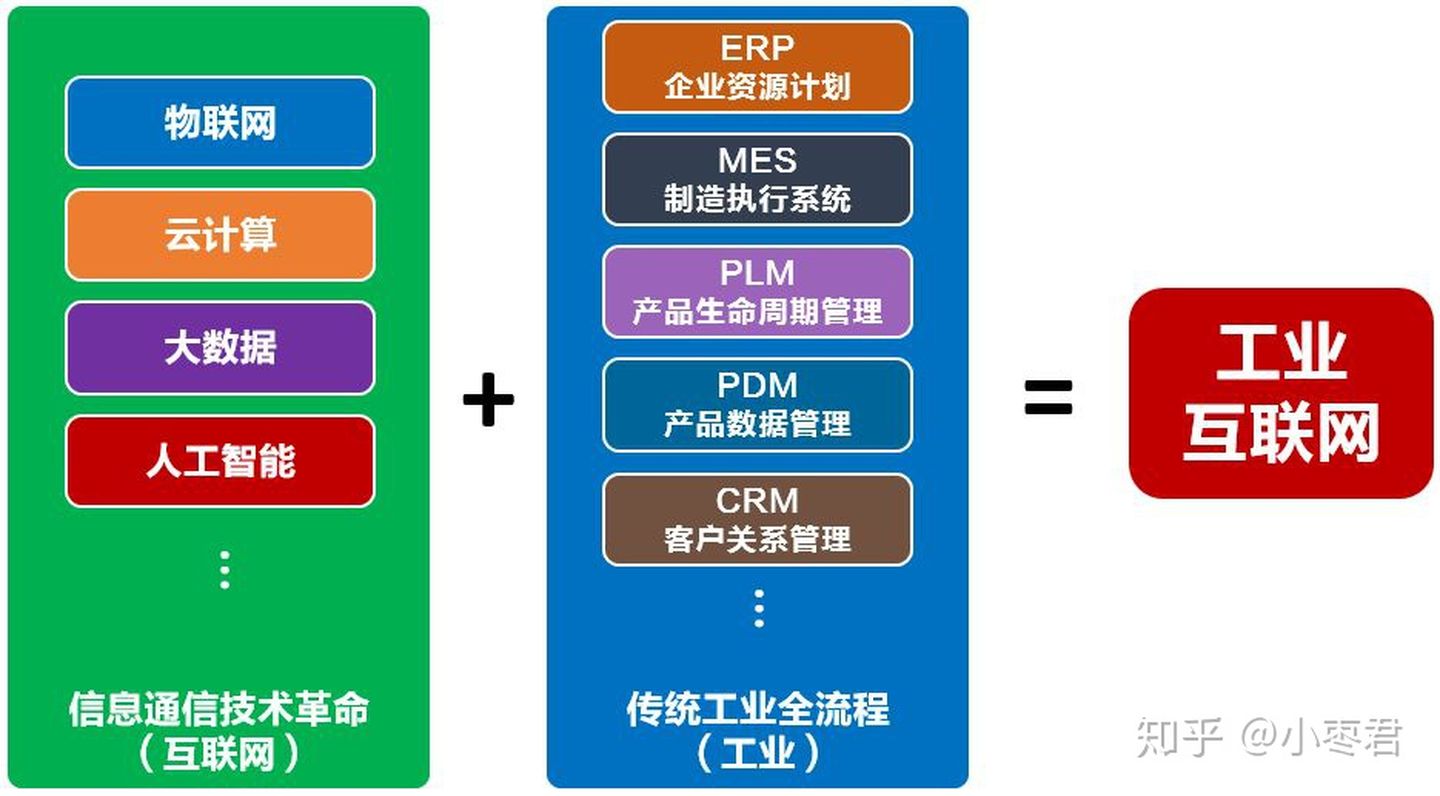 物联网
云计算
大数据
人工智能
信息通信技术革命
（互联网）
+
ERP
企业资源计划
MES
制造执行系统
PLM
产品生命周期管理
PDM
产品数据管理
CRM
客户关系管理
传统工业全流程
（工业）
=
工业
互联网
知乎 @小枣君